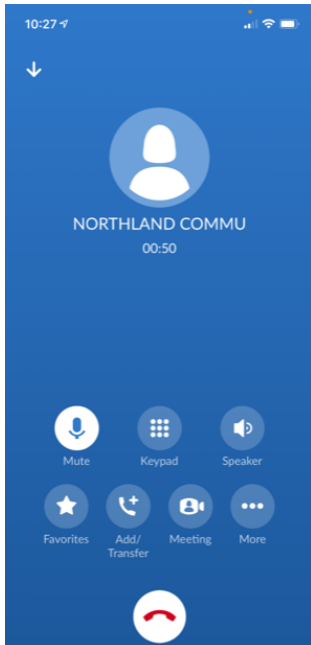 10:27
NORTHLAND COMMU
00:50
Mute
Keypad
Speaker
Favorites
Add/
Transfer
Meeting
More